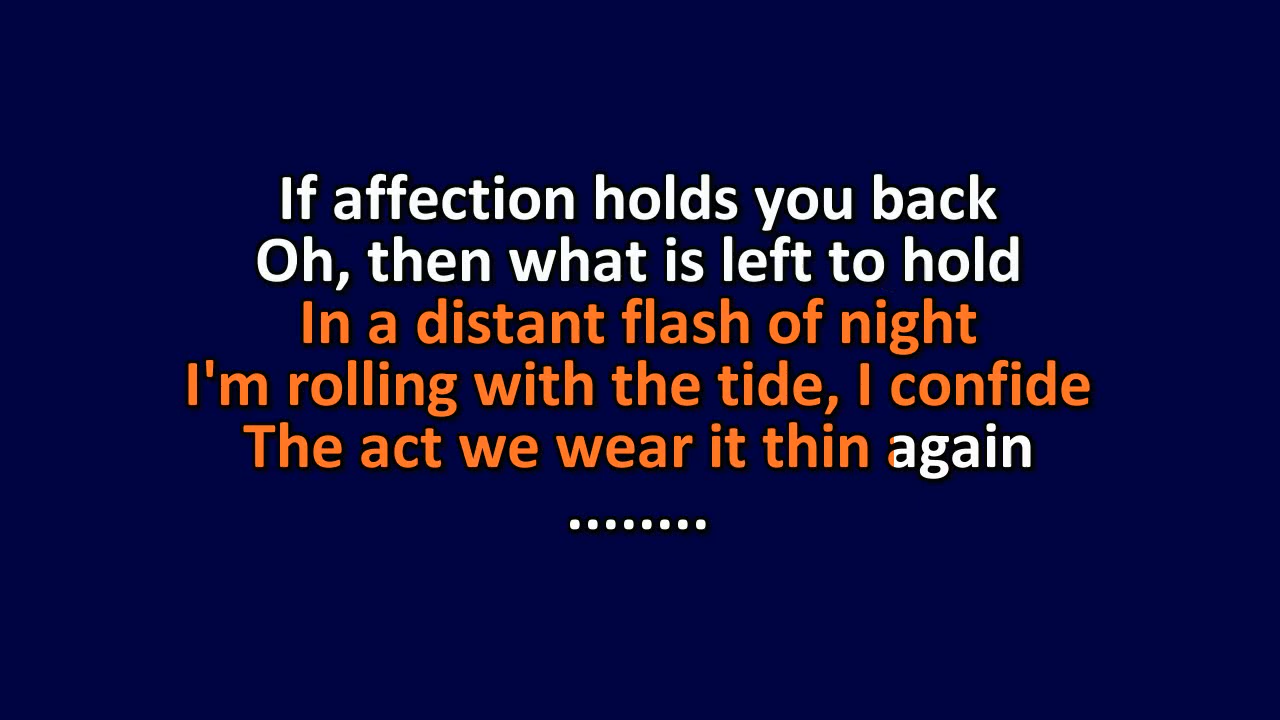 If affection holds you back
Oh, then what is left to hold
In a distant flash of night
I'm rolling with the tide, I confide
The act we wear it thin again
........